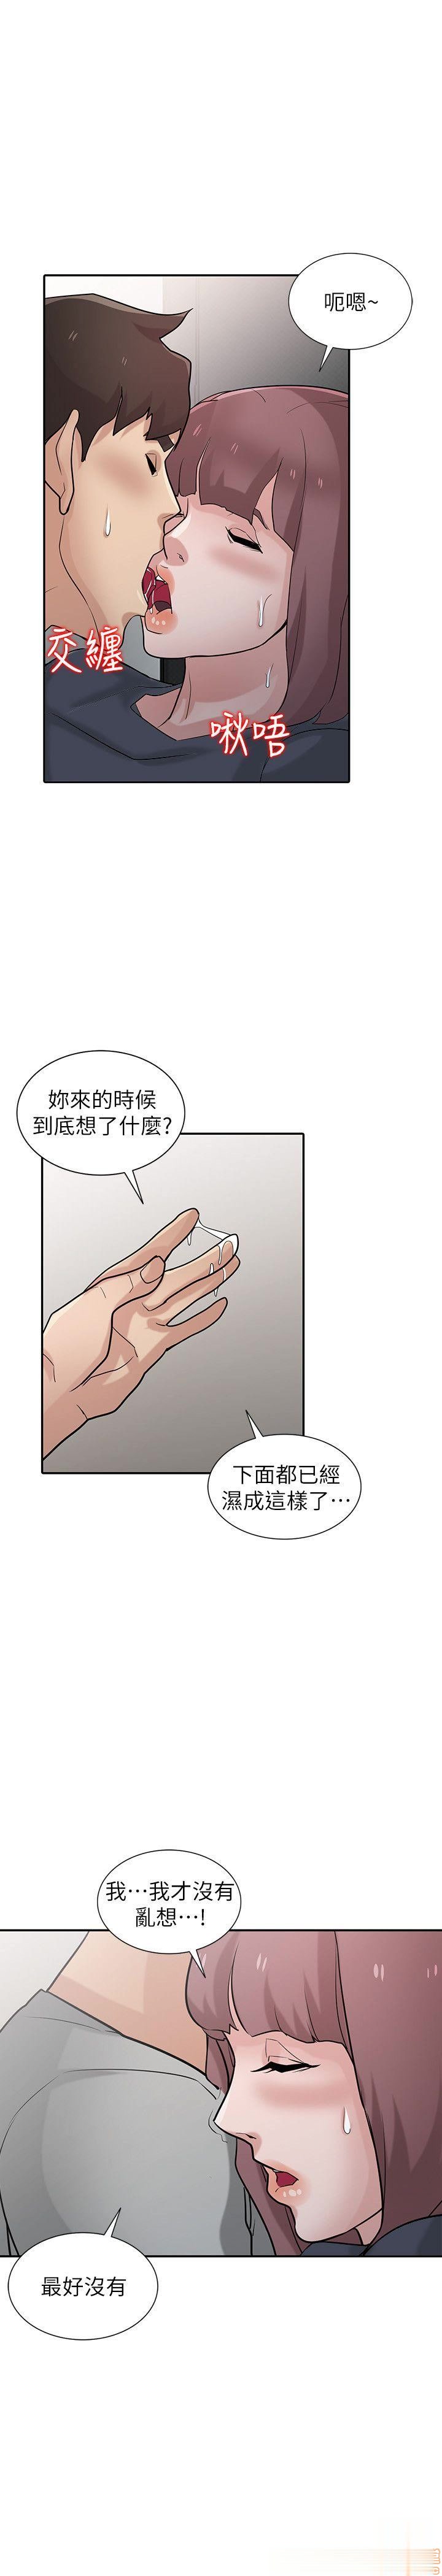 呃嗯~
交纏
啾唔
妳來的時候
到底想了什麼?
下面都已經
濕成這樣了…
我…我才沒有
亂想…!
最好沒有